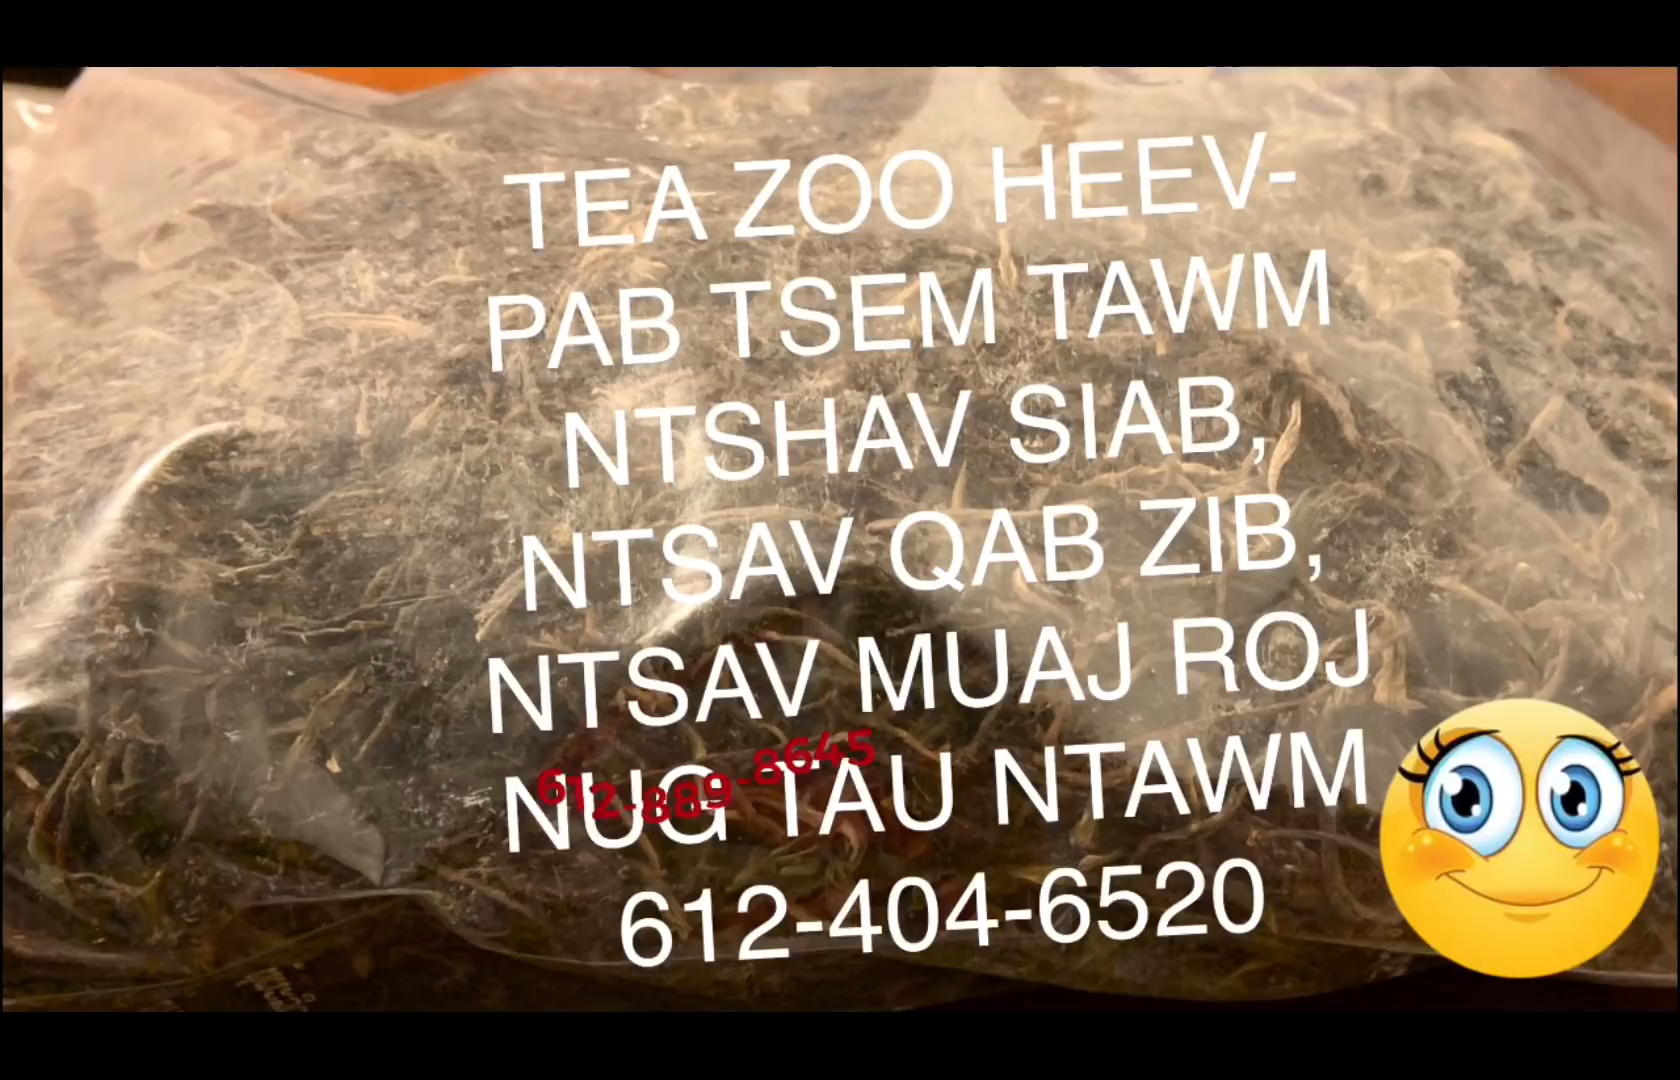 TEA ZOO HEEV-
PAB TSEM TAWM
NTSHAV SIAB,
NTSAV QAB ZIB,
NTSAV MUAJ ROJ
612-889-8645
NUG TAU NTAWM
612-404-6520